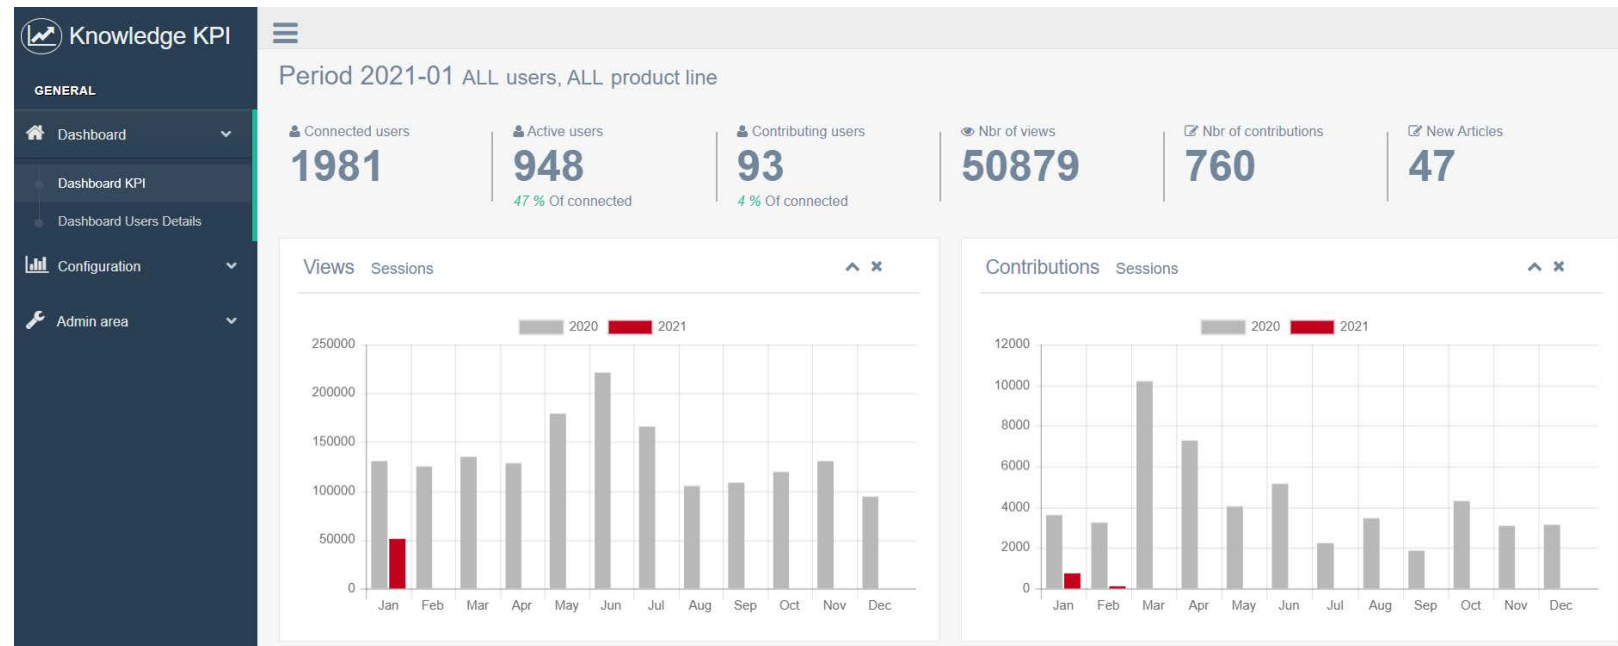 Knowledge KPI
GENERAL
Dashboard
Dashboard KPI
Dashboard Users Details
Configuration
Admin area
Period 2021-01 ALL users, ALL product line
Connected users
1981
Active users
948
47 % Of connected
Contributing users
93
4 % Of connected
Nbr of views
50879
Nbr of contributions
760
New Articles
47
Views Sessions
2020 2021
250000
200000
150000
100000
50000
0
Jan Feb Mar Apr May Jun Jul Aug Sep Oct Nov Dec
Contributions Sessions
2020 2021
12000
10000
8000
6000
4000
2000
0
Jan Feb Mar Apr May Jun Jul Aug Sep Oct Nov Dec